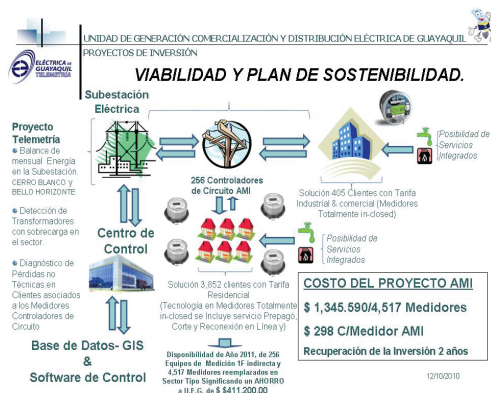 UNIDAD DE GENERACIÓN COMERCIALIZACIÓN Y DISTRIBUCIÓN ELÉCTRICA DE GUAYAQUIL
PROYECTOS DE INVERSIÓN
ELÉCTRICA DE
GUAYAQUIL
TELEMETRÍA
VIABILIDAD Y PLAN DE SOSTENIBILIDAD.
Subestación
Eléctrica
Proyecto
Telemetría
Balance de
mensual Energía
en la Subestación.
CERRO BLANCO y
BELLO HORIZONTE
Detección de
Transformadores
con sobrecarga en
el sector.
Diagnóstico de
Pérdidas no
Técnicas en
Clientes asociados
a los Medidores
Controladores de
Circuito
256 Controladores
de Circuito AMI
Posibilidad de
Servicios
Integrados
Solución 405 Clientes con Tarifa
Industrial & comercial (Medidores
Totalmente in-closed)
Centro de
Control
Posibilidad de
Servicios
Integrados
Solución 3,852 clientes con Tarifa
Residencial
(Tecnología en Medidores Totalmente
in-closed se Incluye servicio Prepago,
Corte y Reconexión en Línea y)
Base de Datos- GIS
&
Software de Control
Disponibilidad de Año 2011, de 256
Equipos de Medición 1F indirecta y
4,517 Medidores reemplazados en
Sector Tipo Significando un AHORRO
a U.E.G. de $ $411.200,00
COSTO DEL PROYECTO AMI
$ 1,345.590/4,517 Medidores
$ 298 C/Medidor AMI
Recuperación de la Inversión 2 años
12/10/2010